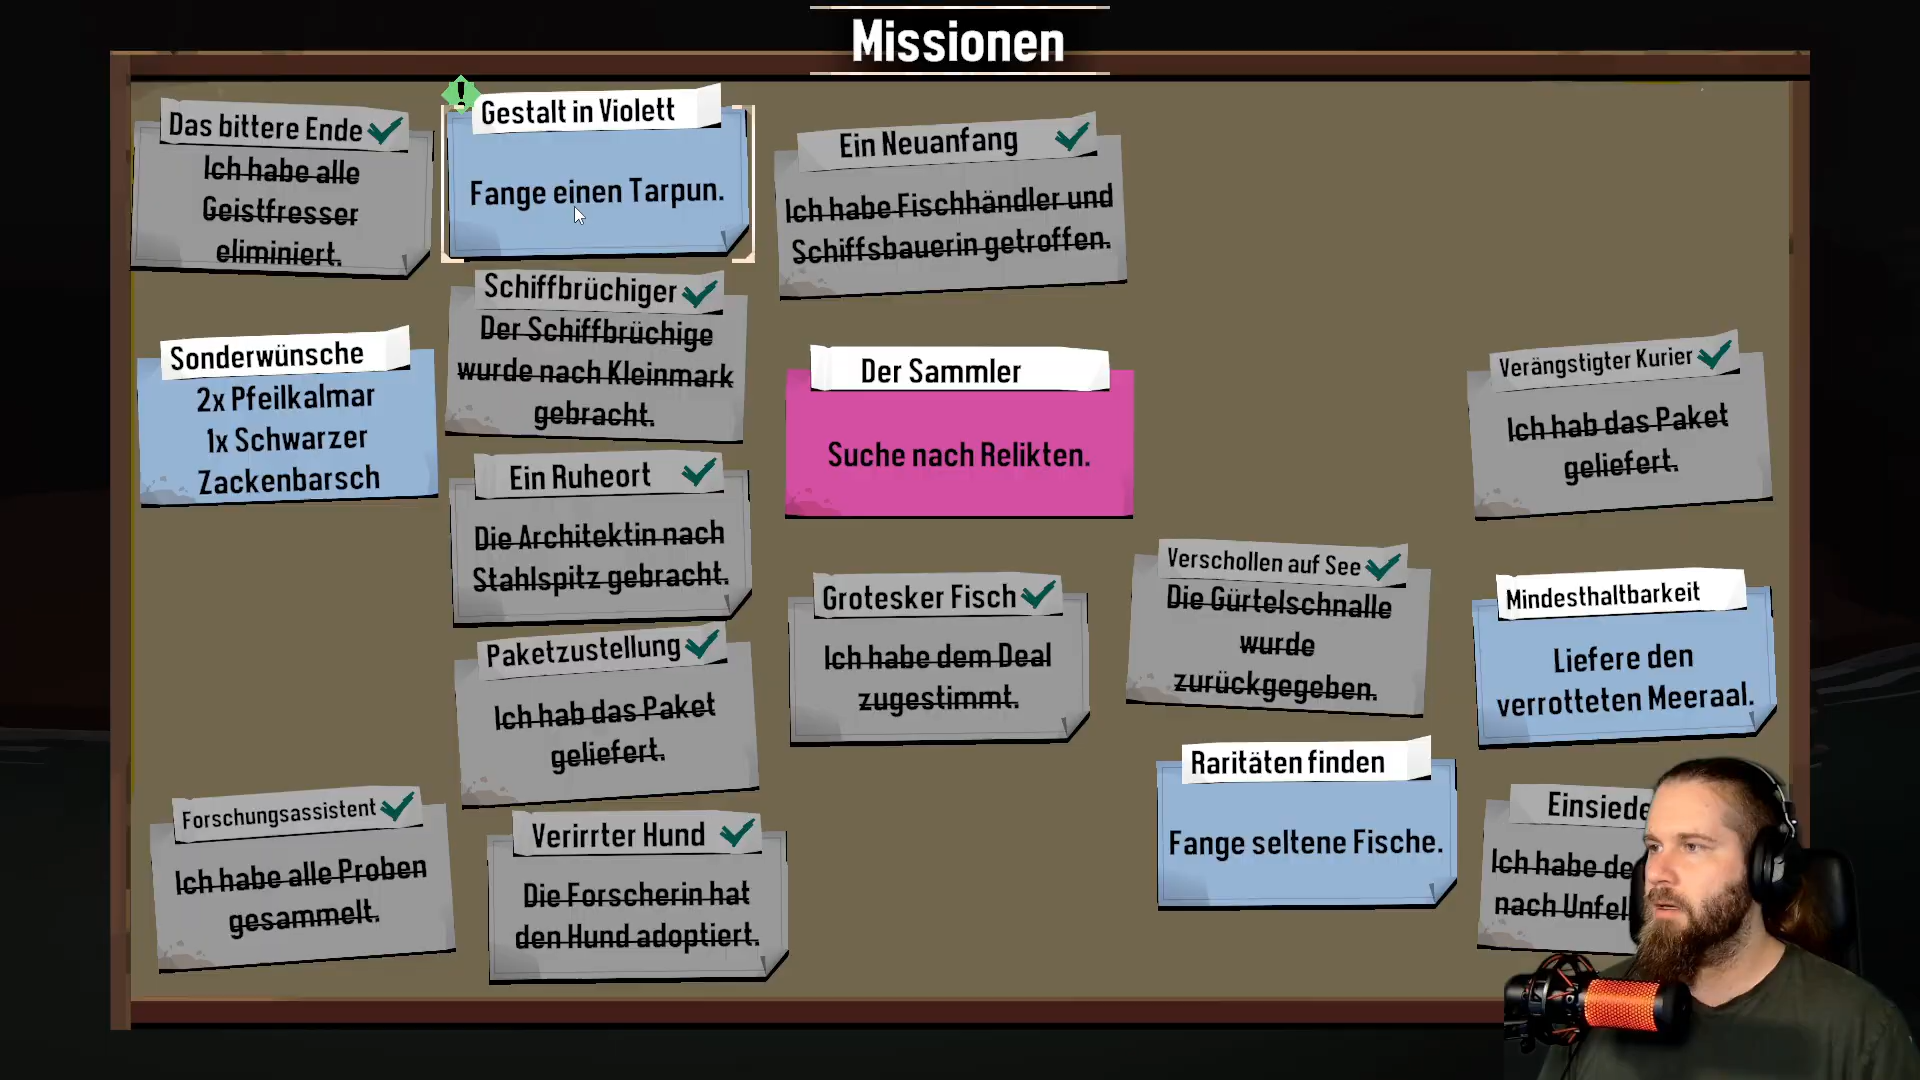 Missionen
Das bittere Ende
Ich habe alle
Geistfresser
eliminiert.
!
Gestalt in Violett
Fange einen Tarpun.
Ein Neuanfang
Ich habe Fischhändler und
Schiffsbauerin getroffen.
Sonderwünsche
2x Pfeilkalmar
1x Schwarzer
Zackenbarsch
Schiffbrüchiger
Der Schiffbrüchige
wurde nach Kleinmark
gebracht.
Der Sammler
Suche nach Relikten.
Verängstigter Kurier
Ich hab das Paket
geliefert.
Ein Ruheort
Die Architektin nach
Stahlspitz gebracht.
Grotesker Fisch
Ich habe dem Deal
zugestimmt.
Verschollen auf See
Die Gürtelschnalle
wurde
zurückgegeben.
Mindesthaltbarkeit
Liefere den
verrotteten Meeraal.
Paketzustellung
Ich hab das Paket
geliefert.
Raritäten finden
Fange seltene Fische.
Forschungsassistent
Ich habe alle Proben
gesammelt.
Verirrter Hund
Die Forscherin hat
den Hund adoptiert.
Ich habe
nach